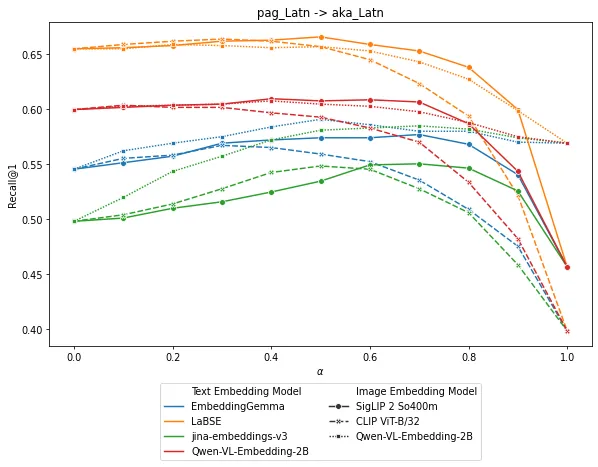 pag_Latn -> aka_Latn
Recall@1
0.65
0.60
0.55
0.50
0.45
0.40
0.0
0.2
0.4
0.6
0.8
1.0
α
Text Embedding Model
EmbeddingGemma
LaBSE
jina-embeddings-v3
Qwen-VL-Embedding-2B
Image Embedding Model
SigLIP 2 So400m
CLIP ViT-B/32
Qwen-VL-Embedding-2B